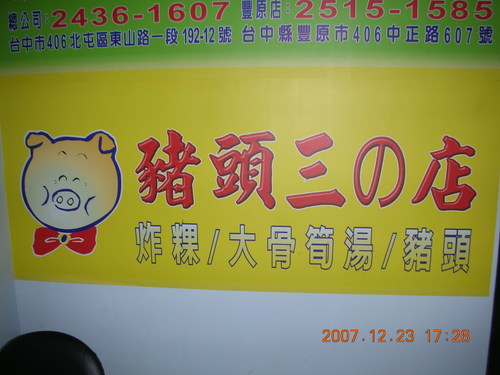 總公司:2436-1607 豐原店:2515-1585
台中市406北屯區東山路一段192-12號 台中縣豐原市406中正路607號
豬頭三の店
炸粿/大骨筍湯/豬頭
2007.12.23 17:26